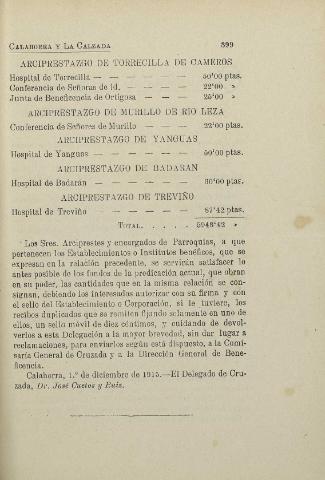 CALAHORRA Y LA CALZADA 399
ARCIPRESTAZGO DE TORRECILLA DE CAMEROS
Hospital de Torrecilla — — — — — — 50'00 ptas.
Conferencia de Señoras de id. — — — — 22'00 »
Junta de Beneficencia de Ortigosa — — — 25'00 »
ARCIPRESTAZGO DE MURILLO DE RIO LEZA
Conferencia de Señores de Murillo — — — 22'00 ptas.
ARCIPRESTAZGO DE YANGUAS
Hospital de Yanguas — — — — — — 50'00 ptas.
ARCIPRESTAZGO DE BADARAN
Hospital de Badarán — — — — — — 30'00 ptas.
ARCIPRESTAZGO DE TREVIÑO
Hospital de Treviño — — — — — 87'42 ptas.
TOTAL. . . . . 5948'42 »
Los Sres. Arciprestes y encargados de Parroquias, a que
pertenecen los Establecimientos o Institutos benéficos, que se
expresan en la relación precedente, se servirán satisfacer lo
antes posible de los fondos de la predicación actual, que obran
en su poder, las cantidades que en la misma relación se con-
signan, debiendo los interesados autorizar con su firma y con
el sello del Establecimiento o Corporación, si le tuviere, los
recibos duplicados que se remiten fijando solamente en uno de
ellos, un sello móvil de diez céntimos, y cuidando de devol-
verlos a esta Delegación a la mayor brevedad, sin dar lugar a
reclamaciones, para enviarlos según está dispuesto, a la Comi-
saría General de Cruzada y a la Dirección General de Bene-
ficencia.
Calahorra, 1.º de diciembre de 1915.—El Delegado de Cru-
zada, Dr. José Cuetos y Ruiz.